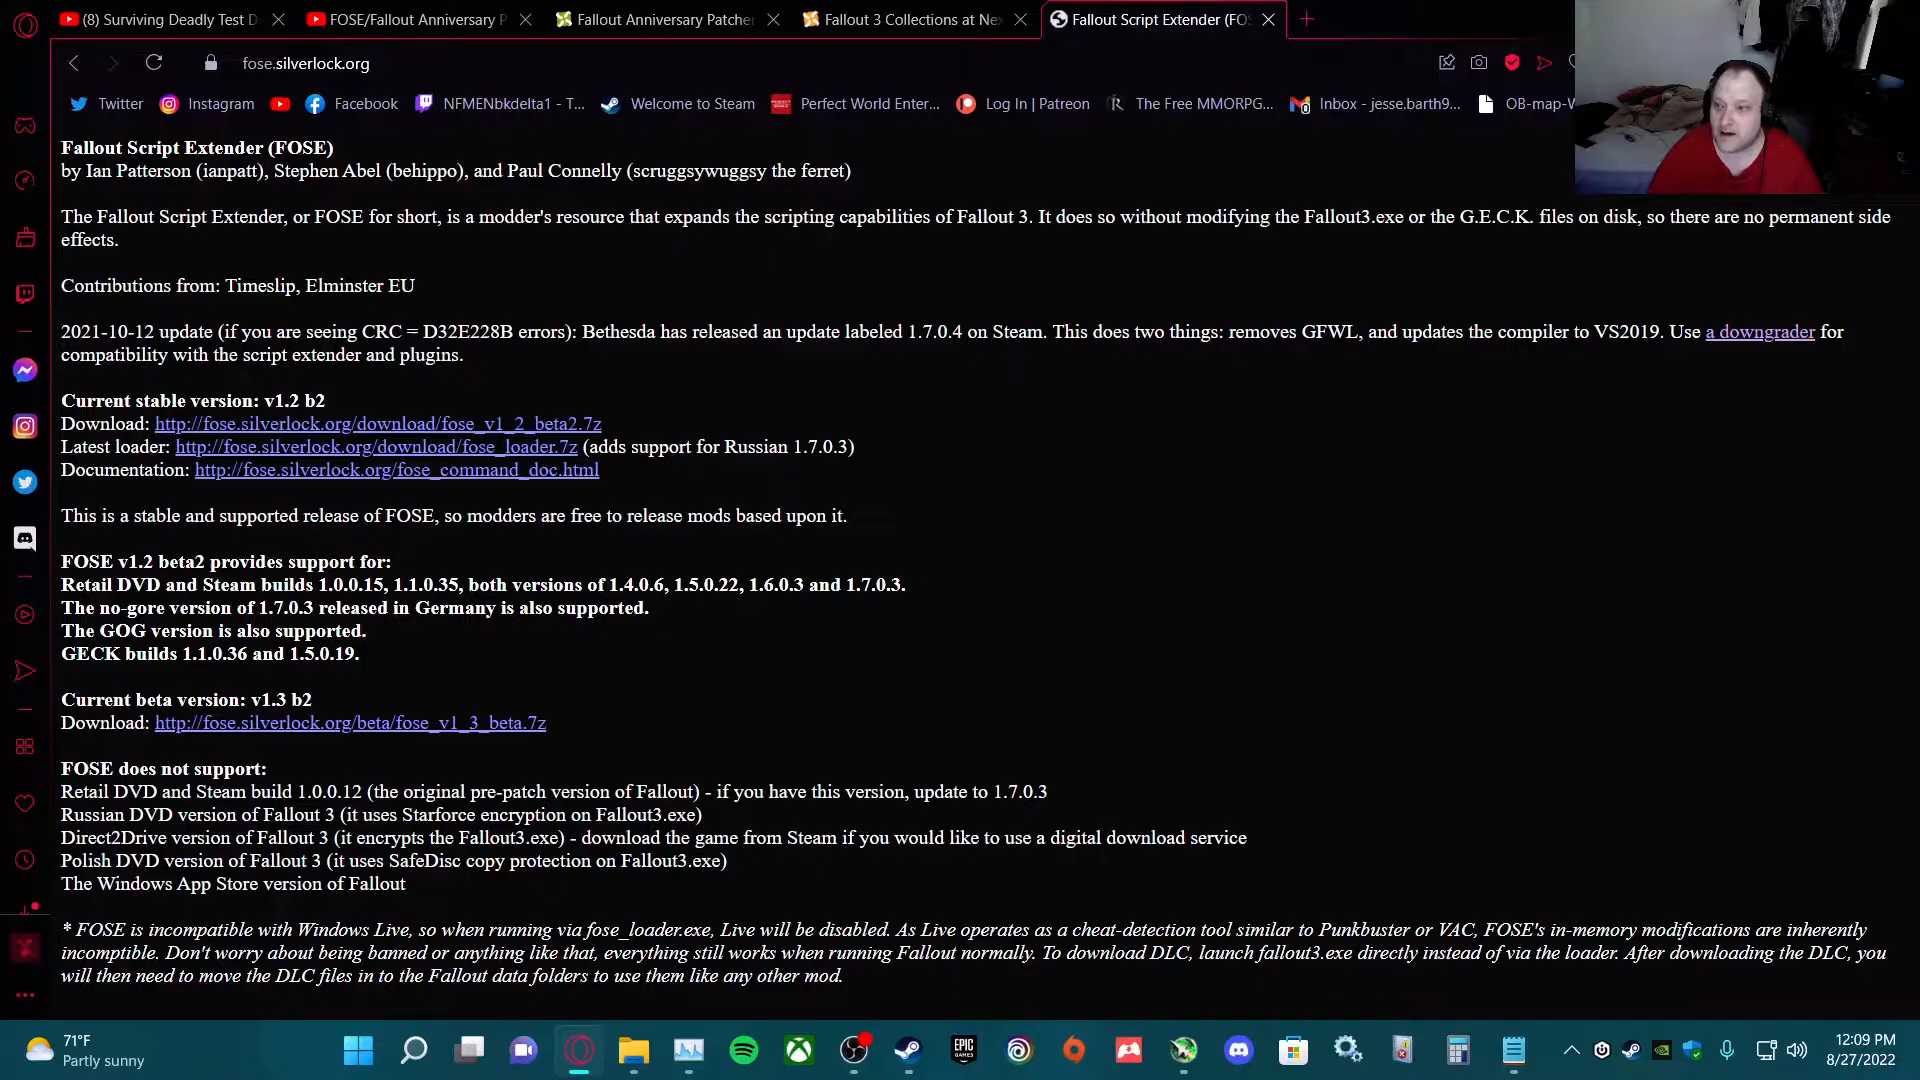 (8) Surviving Deadly Test D
FOSE/Fallout Anniversary P
Fallout Anniversary Patcher
Fallout 3 Collections at Nex
Fallout Script Extender (FOS
fose.silverlock.org
Twitter
Instagram
Facebook
NFMENbkdelta1 - T...
Welcome to Steam
Perfect World Enter...
Log In | Patreon
The Free MMORPG...
Inbox - jesse.barth9...
OB-map-W
Fallout Script Extender (FOSE)
by Ian Patterson (ianpatt), Stephen Abel (behippo), and Paul Connelly (scruggsywuggsy the ferret)
The Fallout Script Extender, or FOSE for short, is a modder's resource that expands the scripting capabilities of Fallout 3. It does so without modifying the Fallout3.exe or the G.E.C.K. files on disk, so there are no permanent side
effects.
Contributions from: Timeslip, Elminster EU
2021-10-12 update (if you are seeing CRC = D32E228B errors): Bethesda has released an update labeled 1.7.0.4 on Steam. This does two things: removes GFWL, and updates the compiler to VS2019. Use a downgrader for
compatibility with the script extender and plugins.
Current stable version: v1.2 b2
Download: http://fose.silverlock.org/download/fose_v1_2_beta2.7z
Latest loader: http://fose.silverlock.org/download/fose_loader.7z (adds support for Russian 1.7.0.3)
Documentation: http://fose.silverlock.org/fose_command_doc.html
This is a stable and supported release of FOSE, so modders are free to release mods based upon it.
FOSE v1.2 beta2 provides support for:
Retail DVD and Steam builds 1.0.0.15, 1.1.0.35, both versions of 1.4.0.6, 1.5.0.22, 1.6.0.3 and 1.7.0.3.
The no-gore version of 1.7.0.3 released in Germany is also supported.
The GOG version is also supported.
GECK builds 1.1.0.36 and 1.5.0.19.
Current beta version: v1.3 b2
Download: http://fose.silverlock.org/beta/fose_v1_3_beta.7z
FOSE does not support:
Retail DVD and Steam build 1.0.0.12 (the original pre-patch version of Fallout) - if you have this version, update to 1.7.0.3
Russian DVD version of Fallout 3 (it uses Starforce encryption on Fallout3.exe)
Direct2Drive version of Fallout 3 (it encrypts the Fallout3.exe) - download the game from Steam if you would like to use a digital download service
Polish DVD version of Fallout 3 (it uses SafeDisc copy protection on Fallout3.exe)
The Windows App Store version of Fallout
* FOSE is incompatible with Windows Live, so when running via fose_loader.exe, Live will be disabled. As Live operates as a cheat-detection tool similar to Punkbuster or VAC, FOSE's in-memory modifications are inherently
incomptible. Don't worry about being banned or anything like that, everything still works when running Fallout normally. To download DLC, launch fallout3.exe directly instead of via the loader. After downloading the DLC, you
will then need to move the DLC files in to the Fallout data folders to use them like any other mod.
71°F
Partly sunny
EPIC
GAMES
12:09 PM
8/27/2022